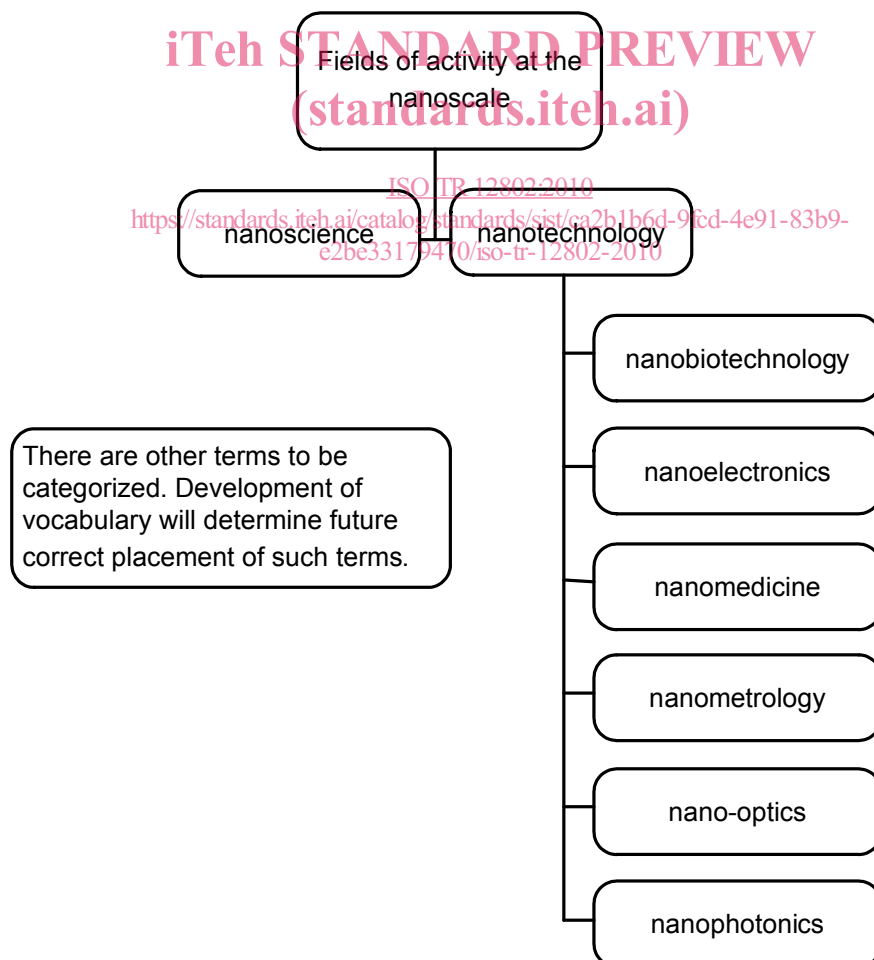 iTeh STANDARD PREVIEW
Fields of activity at the
nanoscale
(standards.iteh.ai)
ISO TR 12802:2010
https://standards.iteh.ai/catalog/standards/sist/ca2b1b6d-9fcd-4e91-83b9-
e2be33179470/iso-tr-12802-2010
nanoscience
nanotechnology
nanobiotechnology
There are other terms to be
categorized. Development of
vocabulary will determine future
correct placement of such terms.
nanoelectronics
nanomedicine
nanometrology
nano-optics
nanophotonics